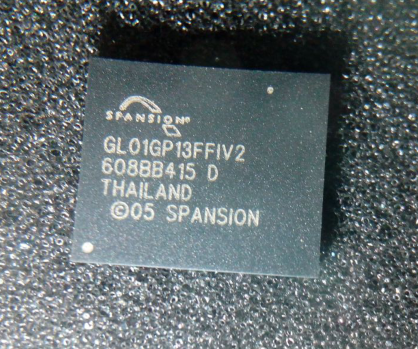 SPANSION®
GL01GP13FFIV2
608BB415 D
THAILAND
©05 SPANSION